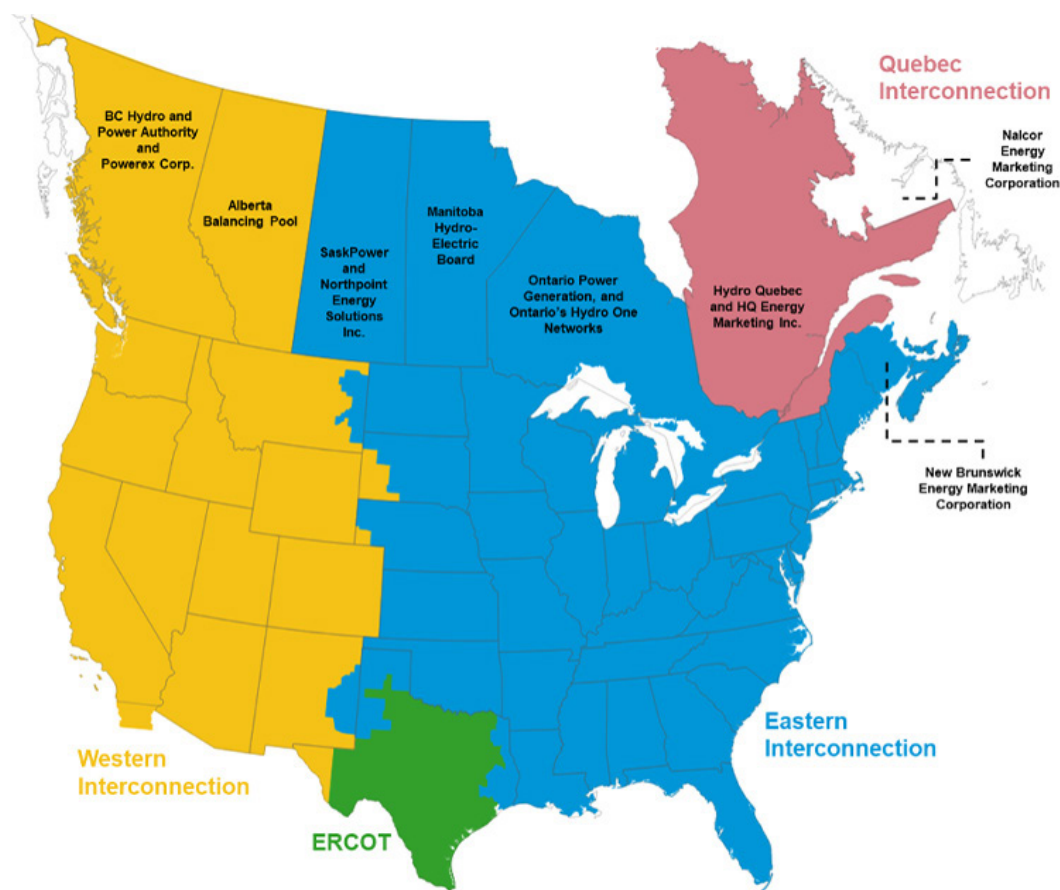 Quebec
Interconnection
BC Hydro and
Power Authority
and
Powerex Corp.
Nalcor
Energy
Marketing
Corporation
Alberta
Balancing Pool
Manitoba
Hydro-
Electric
Board
SaskPower
and
Northpoint
Energy
Solutions
Inc.
Ontario Power
Generation, and
Ontario's Hydro One
Networks
Hydro Quebec
and HQ Energy
Marketing Inc.
New Brunswick
Energy Marketing
Corporation
Eastern
Interconnection
Western
Interconnection
ERCOT